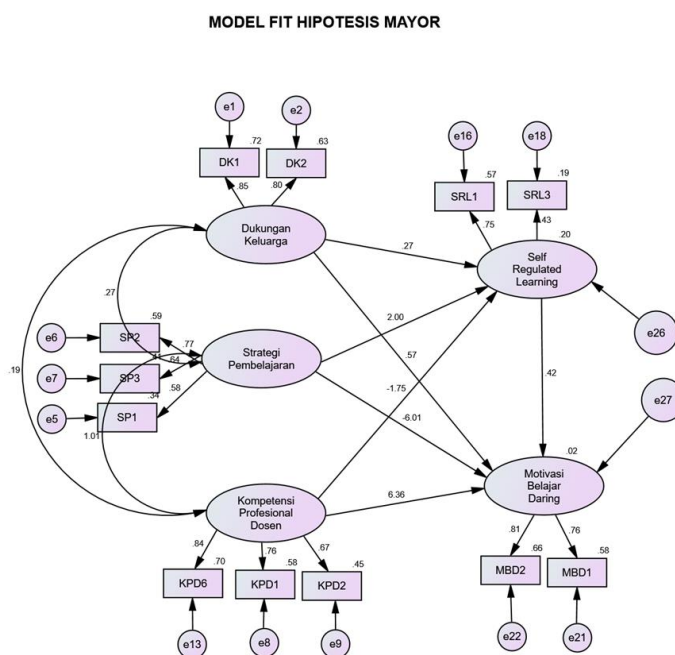 MODEL FIT HIPOTESIS MAYOR
e1
e2
.72
.63
DK1
DK2
.85
.80
Dukungan
Keluarga
e16
e18
.57
.19
SRL1
SRL3
.75
.43
.20
Self
Regulated
Learning
.27
.27
2.00
.57
-1.75
-6.01
6.36
.42
.19
1.01
e6
e7
e5
.59
.41
.34
SP2
SP3
SP1
.77
.64
.58
Strategi
Pembelajaran
e26
e27
.02
Motivasi
Belajar
Daring
Kompetensi
Profesional
Dosen
.84
.76
.67
.70
.58
.45
KPD6
KPD1
KPD2
e13
e8
e9
.81
.76
.66
.58
MBD2
MBD1
e22
e21